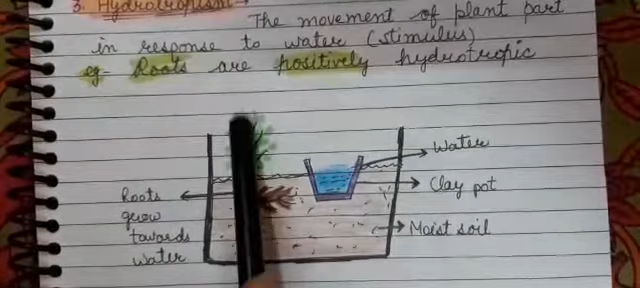 3. Hydrotropism
The movement of plant part
in response to water (stimulus)
eg- Roots are positively hydrotropic
Water
Clay pot
Roots
grow
towards
water
Moist soil